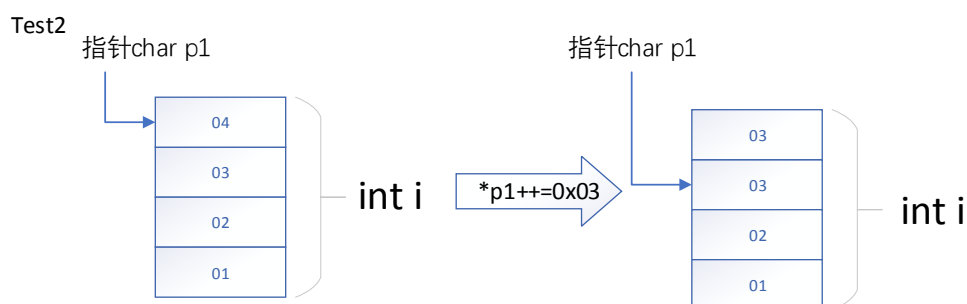 Test2
指针char p1
指针char p1
04
03
02
01
int i
*p1++=0x03
03
03
02
01
int i